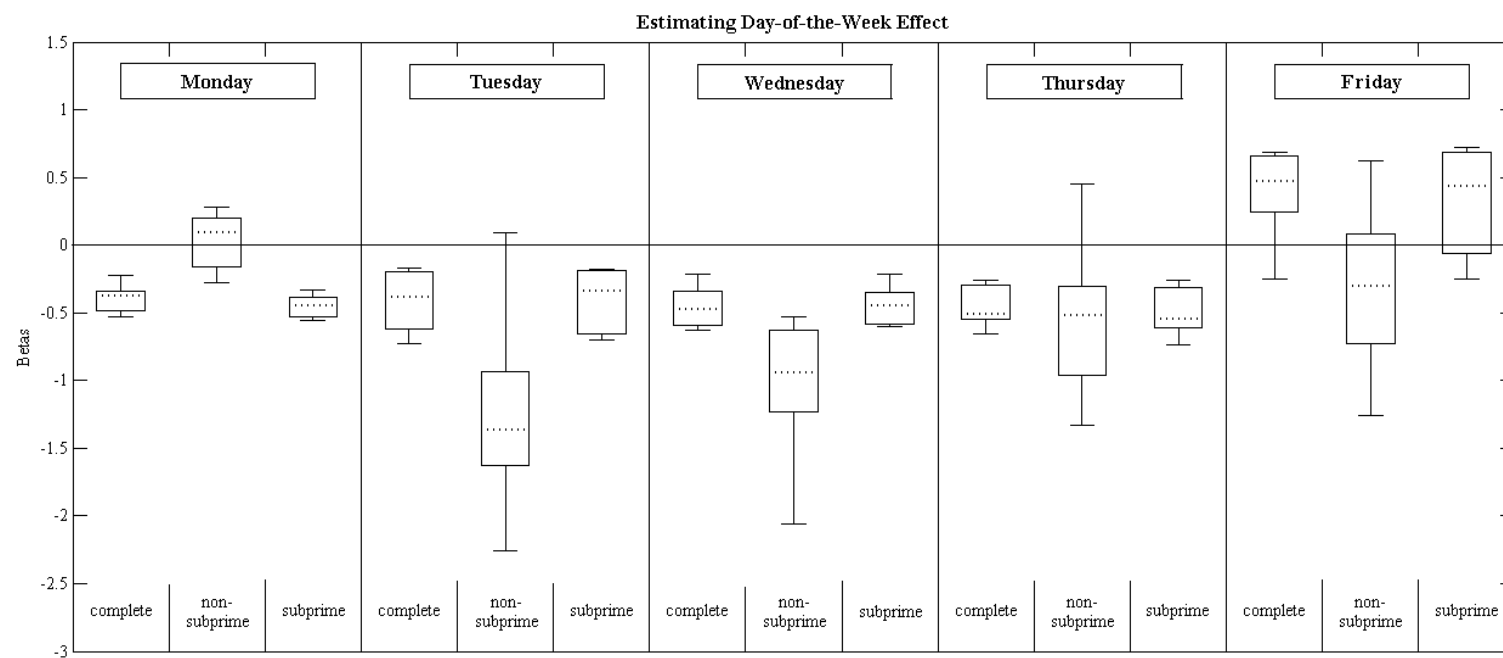 Estimating Day-of-the-Week Effect
1.5
1
0.5
0
-0.5
-1
-1.5
-2
-2.5
-3
Betas
Monday
Tuesday
Wednesday
Thursday
Friday
complete
non-
subprime
subprime
complete
non-
subprime
subprime
complete
non-
subprime
subprime
complete
non-
subprime
subprime
complete
non-
subprime
subprime